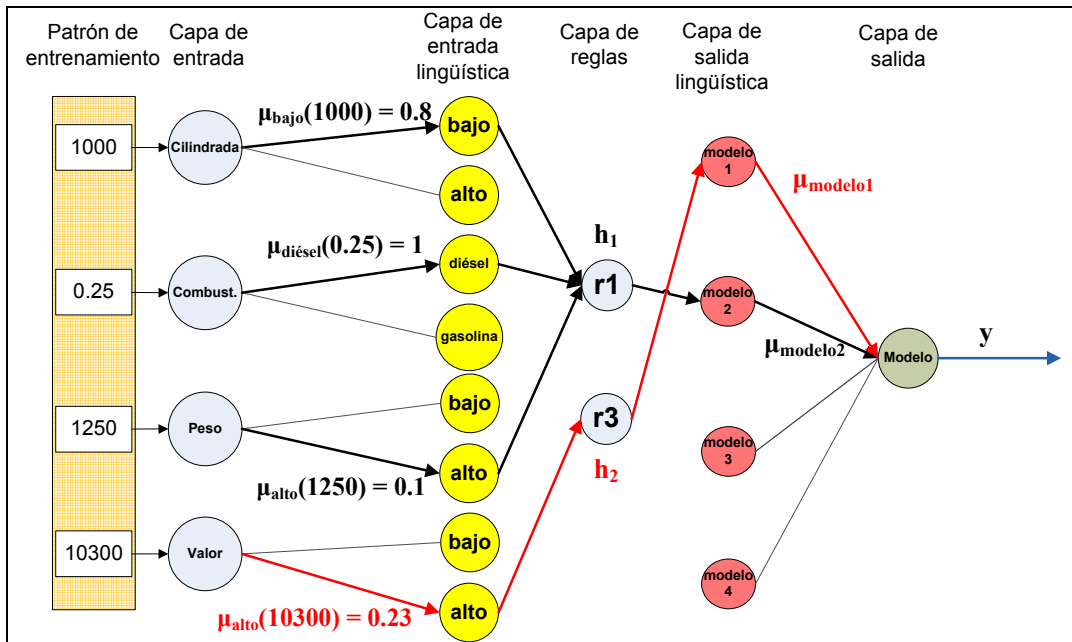 Patrón de
entrenamiento
Capa de
entrada
Capa de
entrada
lingüística
Capa de
reglas
Capa de
salida
lingüística
Capa de
salida
1000
0.25
1250
10300
Cilindrada
Combust.
Peso
Valor
μbajo(1000) = 0.8
μdiésel(0.25) = 1
μalto(1250) = 0.1
μalto(10300) = 0.23
bajo
alto
diésel
gasolina
bajo
alto
bajo
alto
h1
r1
r3
h2
modelo
1
modelo
2
modelo
3
modelo
4
μmodelo1
μmodelo2
Modelo
y